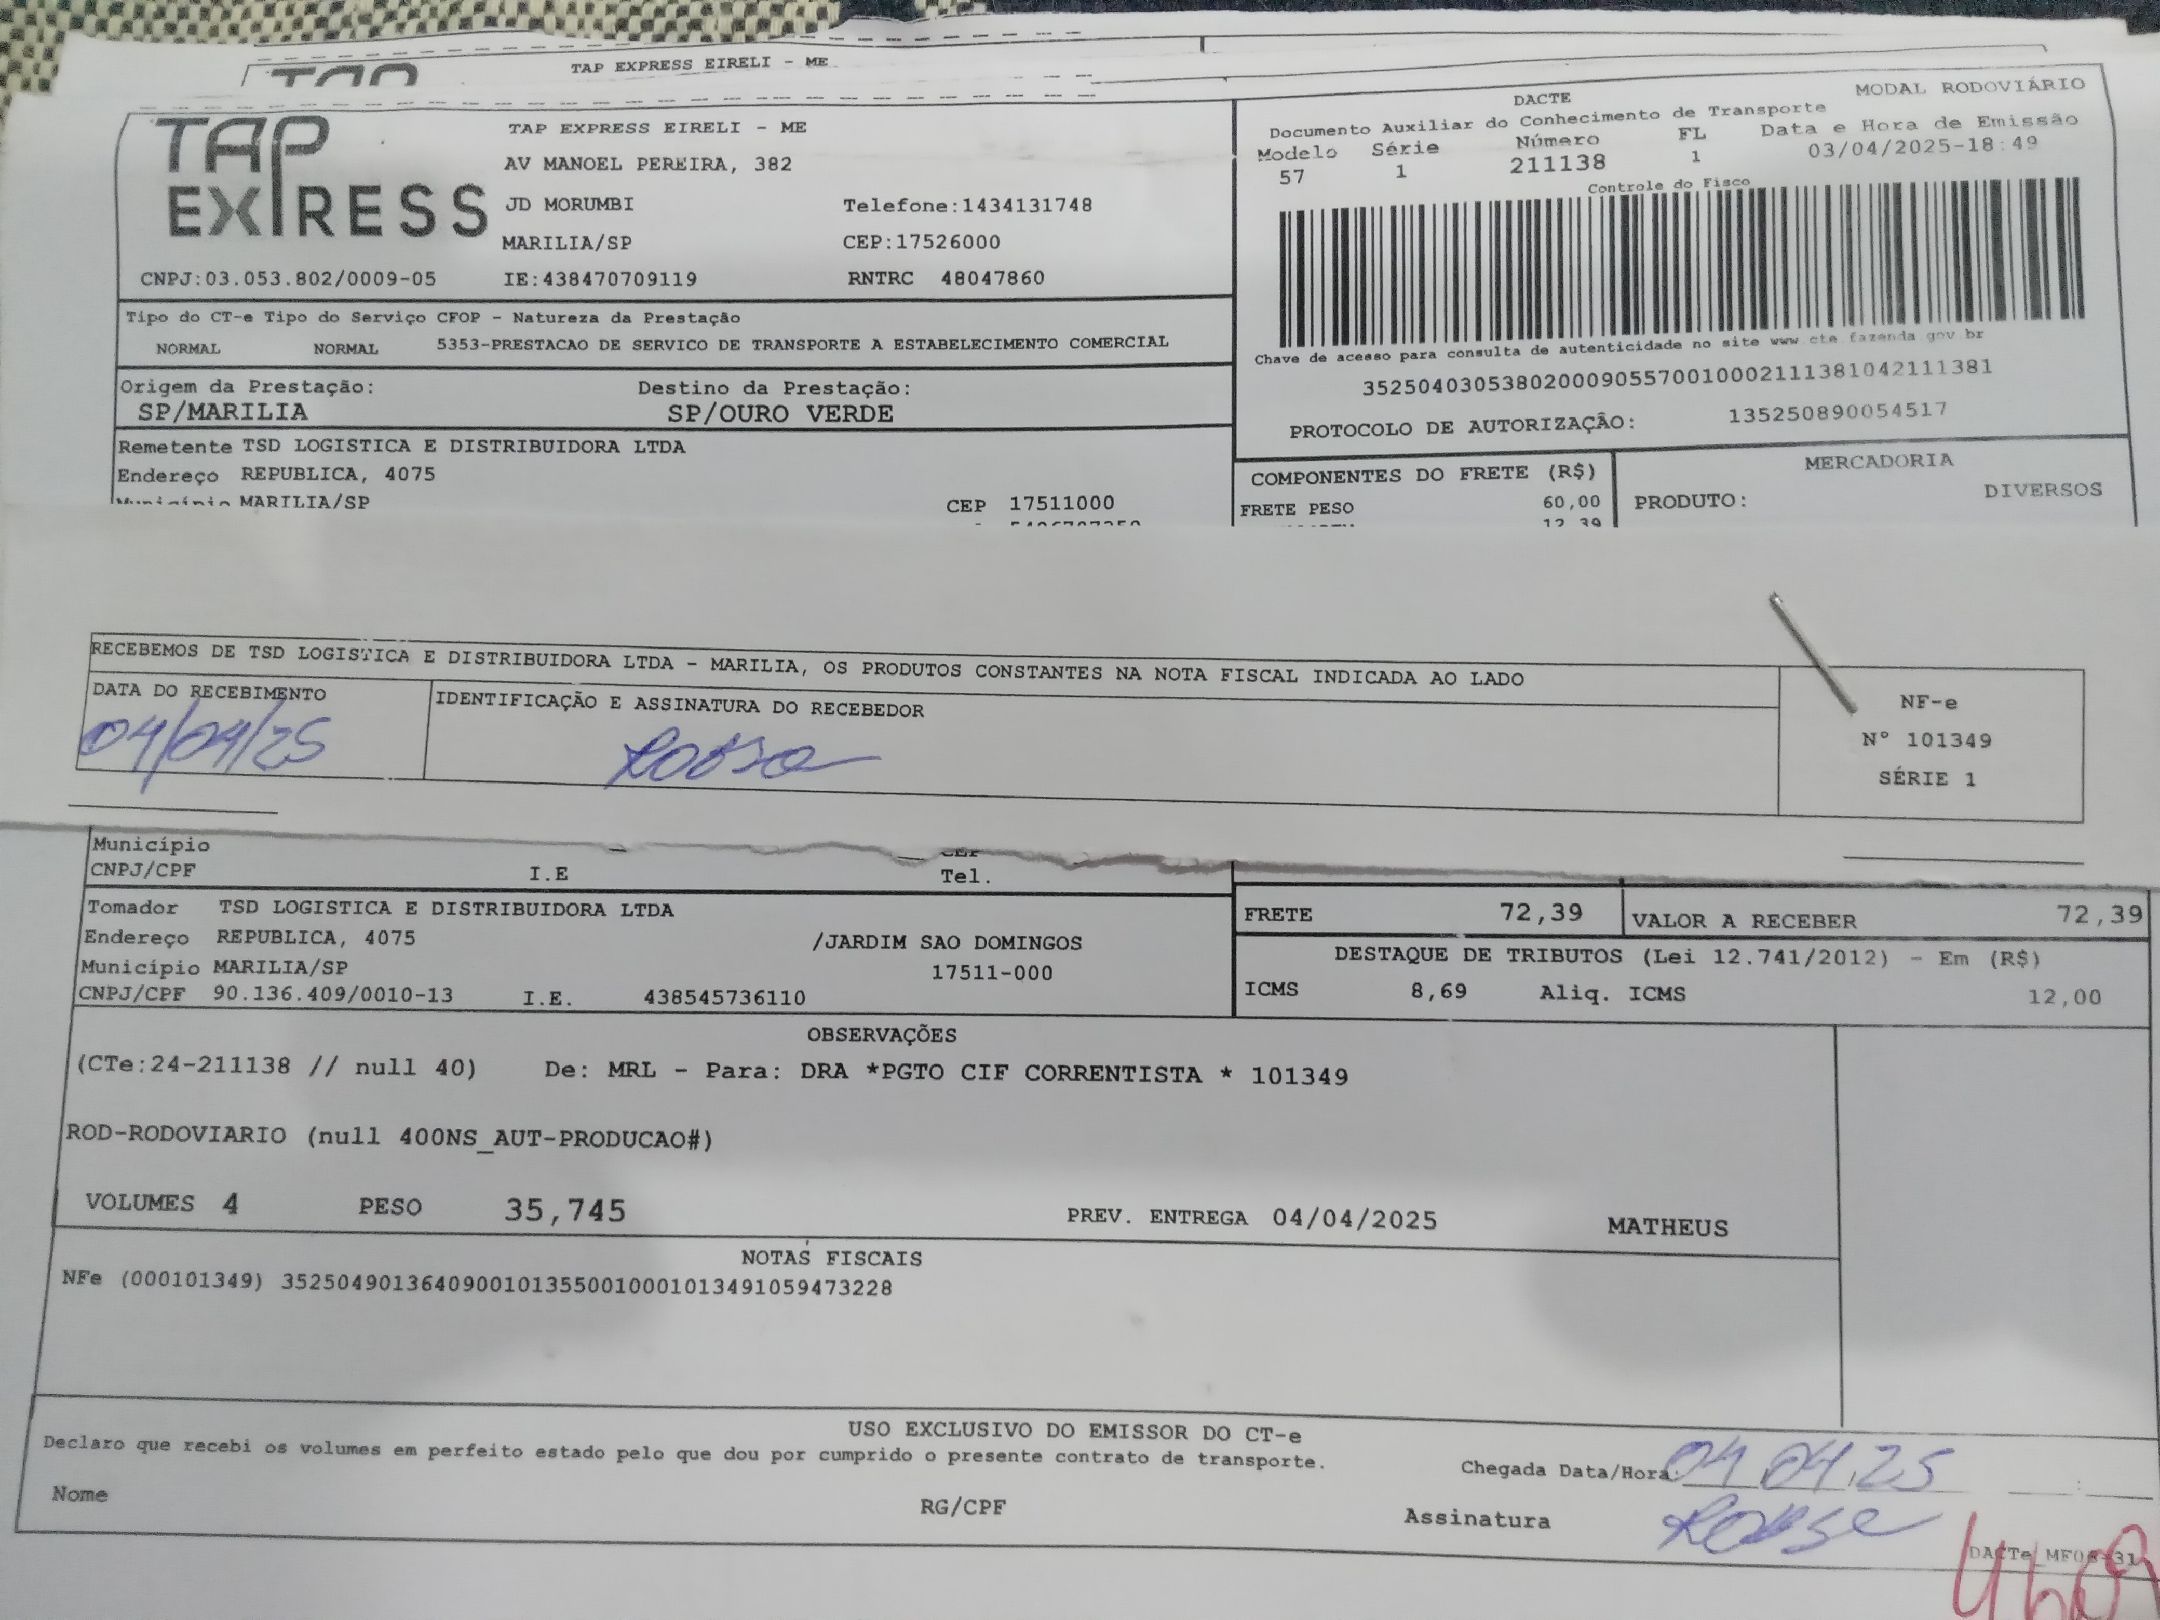 TAP EXPRESS EIRELI - ME
TAP EXPRESS
TAP EXPRESS EIRELI - ME
AV MANOEL PEREIRA, 382
JD MORUMBI Telefone:1434131748
MARILIA/SP CEP:17526000
CNPJ:03.053.802/0009-05 IE:438470709119 RNTRC 48047860
MODAL RODOVIÁRIO
DACTE
Documento Auxiliar do Conhecimento de Transporte
Modelo Série Número FL Data e Hora de Emissão
57 1 211138 1 03/04/2025-18:49
Controle do Fisco
Chave de acesso para consulta de autenticidade no site www.cte.fazenda.gov.br
35250403053802000905570010002111381042111381
PROTOCOLO DE AUTORIZAÇÃO: 135250890054517
Tipo do CT-e Tipo do Serviço CFOP - Natureza da Prestação
NORMAL NORMAL 5353-PRESTACAO DE SERVICO DE TRANSPORTE A ESTABELECIMENTO COMERCIAL
Origem da Prestação: Destino da Prestação:
SP/MARILIA SP/OURO VERDE
Remetente TSD LOGISTICA E DISTRIBUIDORA LTDA
Endereço REPUBLICA, 4075
Município MARILIA/SP CEP 17511000
COMPONENTES DO FRETE (R$) MERCADORIA
FRETE PESO 60,00 PRODUTO: DIVERSOS
12,39
RECEBEMOS DE TSD LOGISTICA E DISTRIBUIDORA LTDA - MARILIA, OS PRODUTOS CONSTANTES NA NOTA FISCAL INDICADA AO LADO
DATA DO RECEBIMENTO IDENTIFICAÇÃO E ASSINATURA DO RECEBEDOR
04/04/25
NF-e
Nº 101349
SÉRIE 1
Município CEP
CNPJ/CPF I.E Tel.
Tomador TSD LOGISTICA E DISTRIBUIDORA LTDA
Endereço REPUBLICA, 4075 /JARDIM SAO DOMINGOS
Município MARILIA/SP 17511-000
CNPJ/CPF 90.136.409/0010-13 I.E. 438545736110
FRETE 72,39 VALOR A RECEBER 72,39
DESTAQUE DE TRIBUTOS (Lei 12.741/2012) - Em (R$)
ICMS 8,69 Aliq. ICMS 12,00
OBSERVAÇÕES
(CTe:24-211138 // null 40) De: MRL - Para: DRA *PGTO CIF CORRENTISTA * 101349
ROD-RODOVIARIO (null 400NS_AUT-PRODUCAO#)
VOLUMES 4 PESO 35,745 PREV. ENTREGA 04/04/2025 MATHEUS
NOTAS FISCAIS
NFe (000101349) 35250490136409001013550010001013491059473228
USO EXCLUSIVO DO EMISSOR DO CT-e
Declaro que recebi os volumes em perfeito estado pelo que dou por cumprido o presente contrato de transporte.
Chegada Data/Hora: 04 04 25
Nome RG/CPF Assinatura